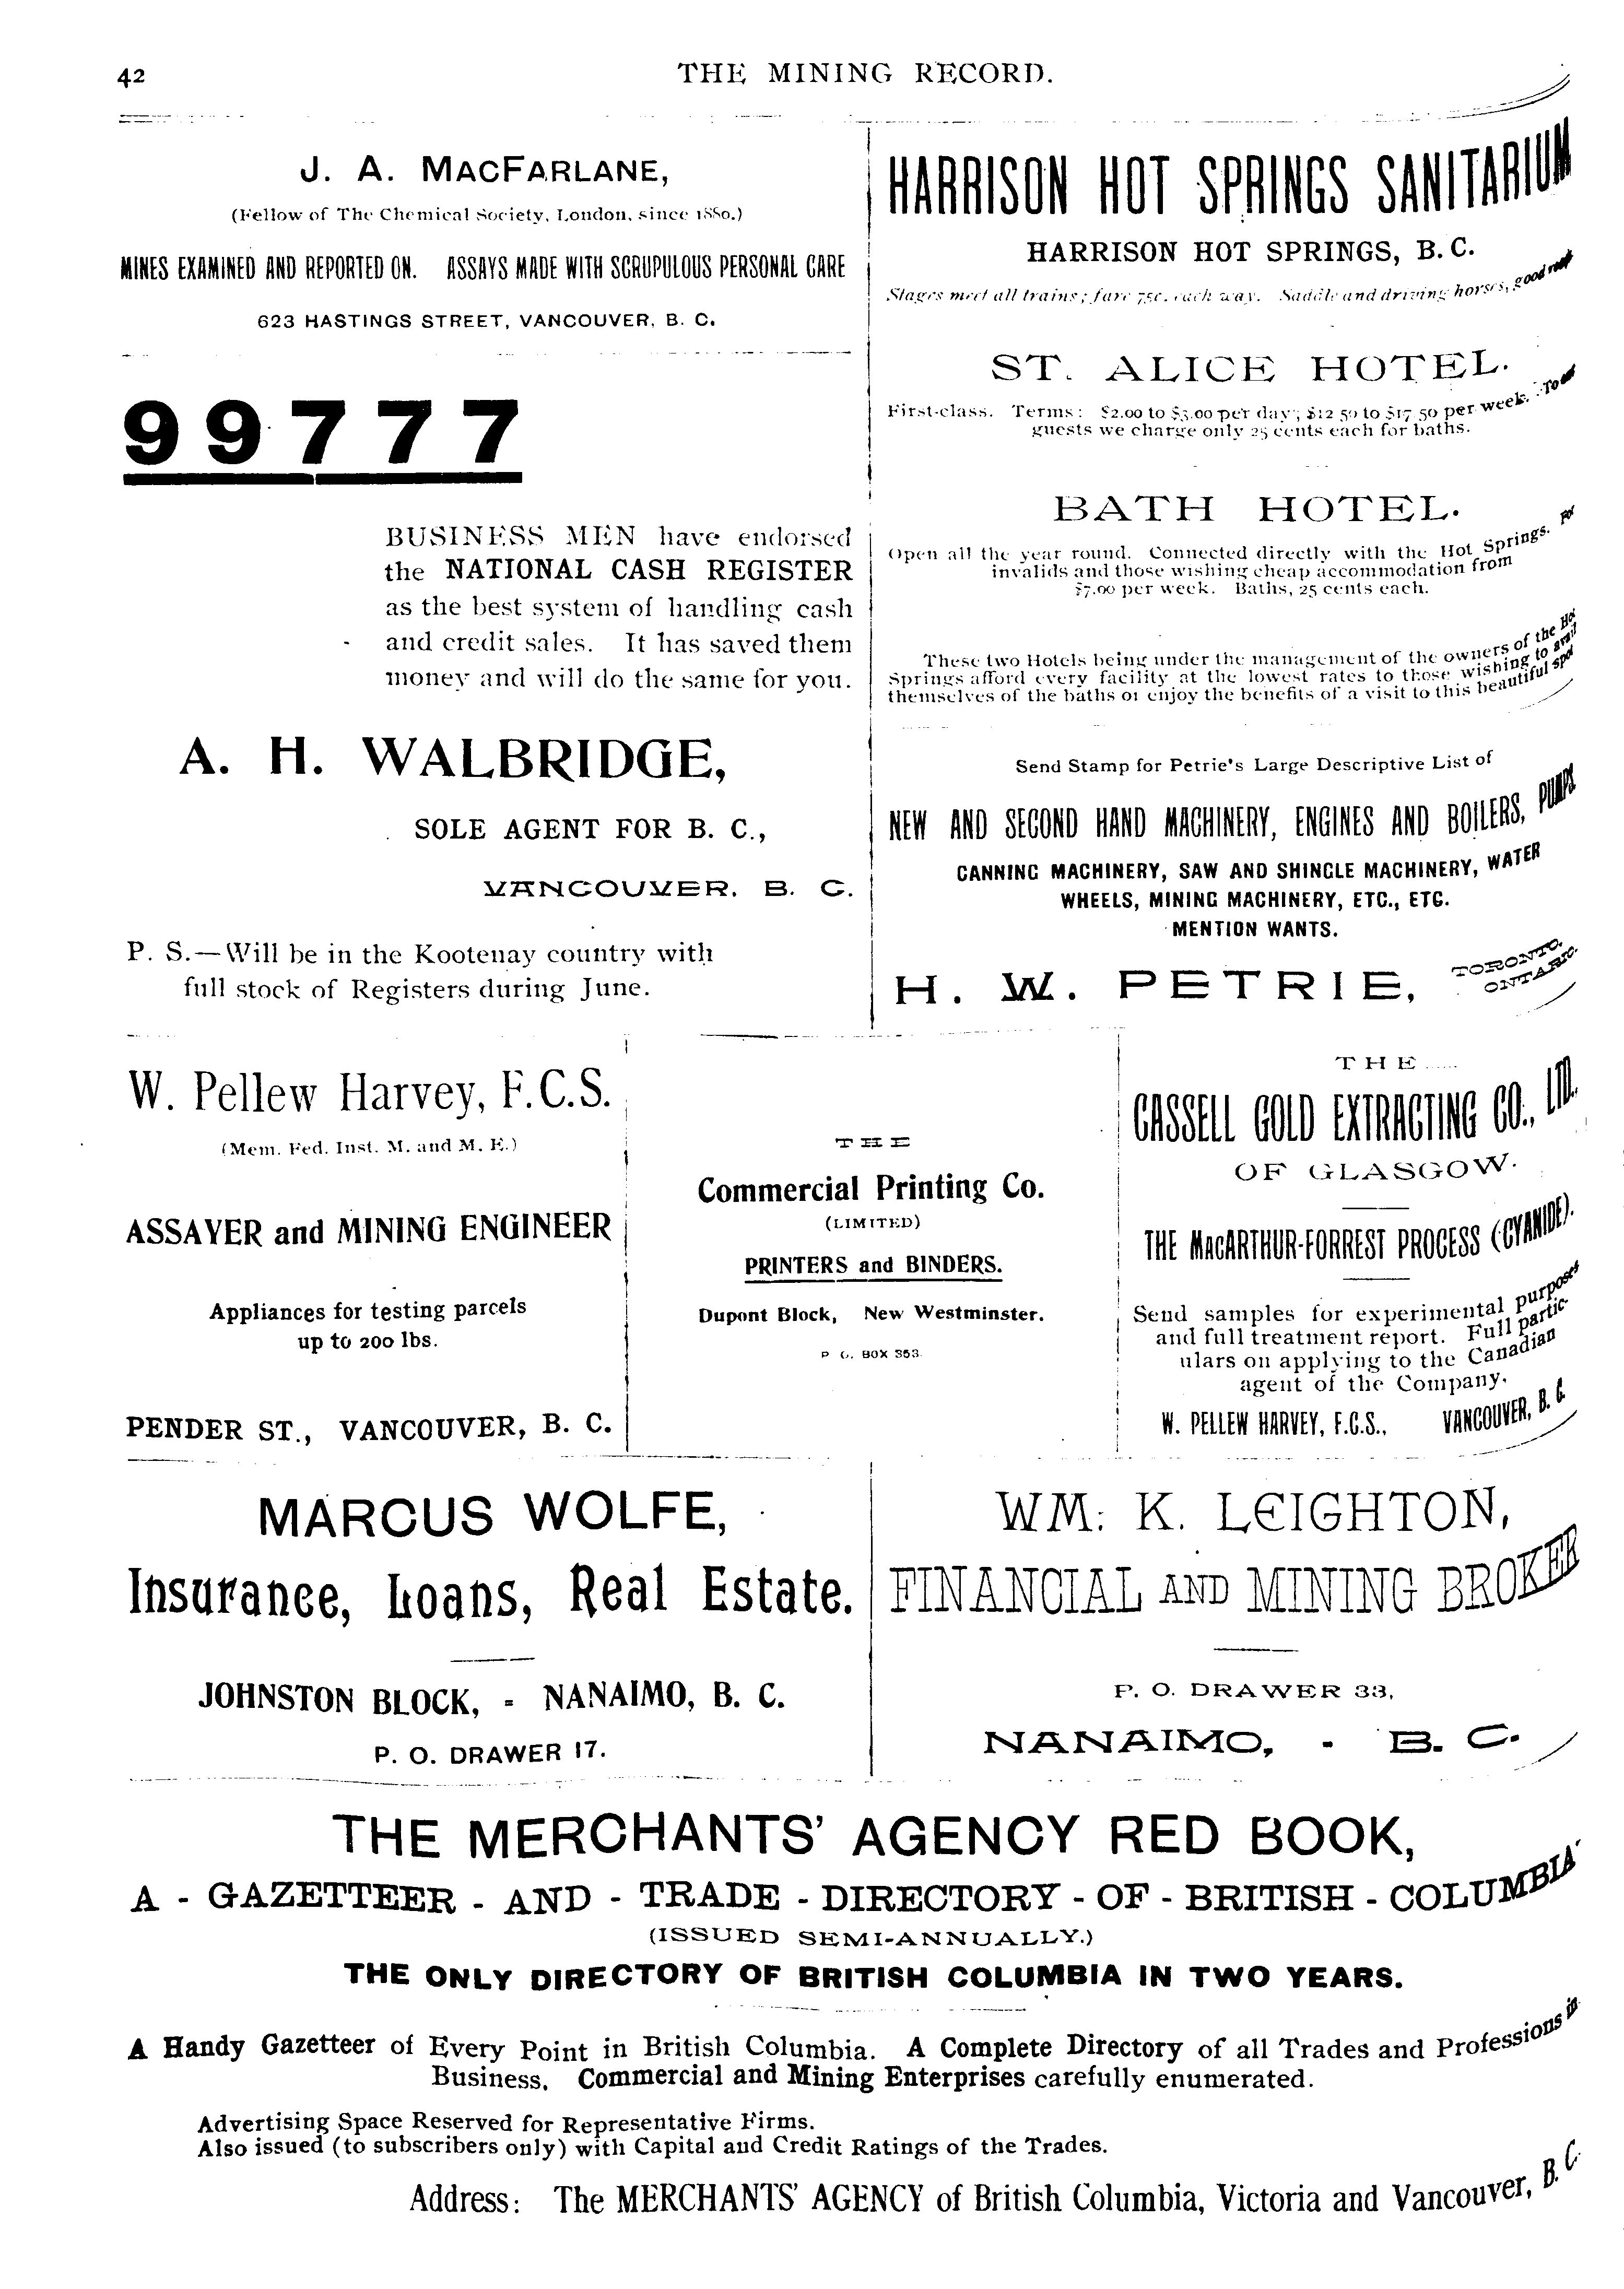 42
THE MINING RECORD.
J. A. MACFARLANE,
(Fellow of The Chemical Society, London, since 1880.)
MINES EXAMINED AND REPORTED ON. ASSAYS MADE WITH SCRUPULOUS PERSONAL CARE
623 HASTINGS STREET, VANCOUVER, B. C.
99777
BUSINESS MEN have endorsed
the NATIONAL CASH REGISTER
as the best system of handling cash
and credit sales. It has saved them
money and will do the same for you.
A. H. WALBRIDGE,
SOLE AGENT FOR B. C.,
VANCOUVER, B. C.
P. S.—Will be in the Kootenay country with
full stock of Registers during June.
HARRISON HOT SPRINGS SANITARIUM
HARRISON HOT SPRINGS, B. C.
Stages meet all trains; fare 75c. each way. Saddle and driving horses, good
ST. ALICE HOTEL.
First-class. Terms: $2.00 to $3.00 per day; $12 50 to $17 50 per week. To
guests we charge only 25 cents each for baths.
BATH HOTEL.
Open all the year round. Connected directly with the Hot Springs. For
invalids and those wishing cheap accommodation from
$7.00 per week. Baths, 25 cents each.
These two Hotels being under the management of the owners of the Hot
Springs afford every facility at the lowest rates to those wishing to avail
themselves of the baths or enjoy the benefits of a visit to this beautiful spot
Send Stamp for Petrie's Large Descriptive List of
NEW AND SECOND HAND MACHINERY, ENGINES AND BOILERS, PUMPS,
CANNING MACHINERY, SAW AND SHINGLE MACHINERY, WATER
WHEELS, MINING MACHINERY, ETC., ETC.
MENTION WANTS.
H. W. PETRIE, TORONTO,
ONTARIO.
W. Pellew Harvey, F.C.S.
(Mem. Fed. Inst. M. and M. E.)
ASSAYER and MINING ENGINEER
Appliances for testing parcels
up to 200 lbs.
PENDER ST., VANCOUVER, B. C.
THE
Commercial Printing Co.
(LIMITED)
PRINTERS and BINDERS.
Dupont Block, New Westminster.
P O. BOX 353
THE
CASSELL GOLD EXTRACTING CO., LTD.,
OF GLASGOW.
THE MACARTHUR-FORREST PROCESS (CYANIDE).
Send samples for experimental purposes
and full treatment report. Full partic-
ulars on applying to the Canadian
agent of the Company.
W. PELLEW HARVEY, F.C.S., VANCOUVER, B. C.
MARCUS WOLFE,
Insurance, Loans, Real Estate.
JOHNSTON BLOCK, - NANAIMO, B. C.
P. O. DRAWER 17.
WM. K. LEIGHTON,
FINANCIAL AND MINING BROKER
P. O. DRAWER 33,
NANAIMO, - B. C.
THE MERCHANTS' AGENCY RED BOOK,
A - GAZETTEER - AND - TRADE - DIRECTORY - OF - BRITISH - COLUMBIA
(ISSUED SEMI-ANNUALLY.)
THE ONLY DIRECTORY OF BRITISH COLUMBIA IN TWO YEARS.
A Handy Gazetteer of Every Point in British Columbia. A Complete Directory of all Trades and Professions in
Business. Commercial and Mining Enterprises carefully enumerated.
Advertising Space Reserved for Representative Firms.
Also issued (to subscribers only) with Capital and Credit Ratings of the Trades.
Address: The MERCHANTS' AGENCY of British Columbia, Victoria and Vancouver, B. C.